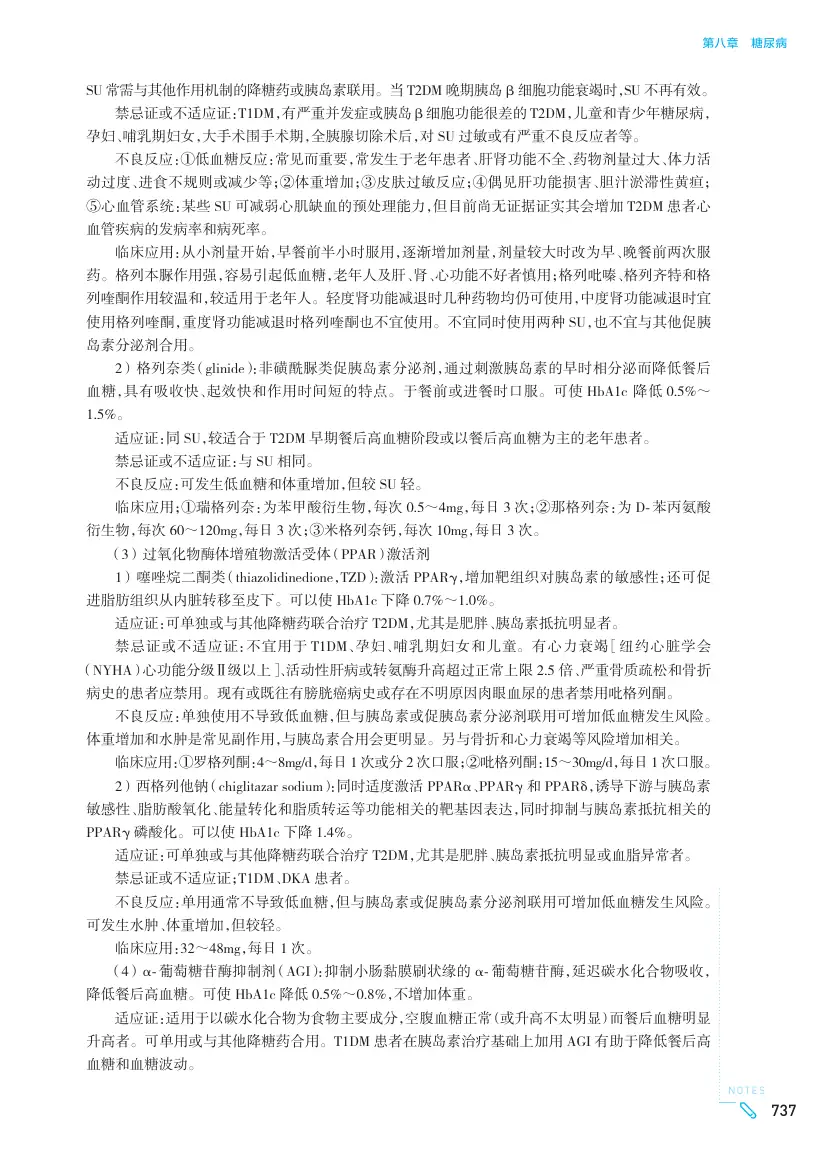 第八章　糖尿病
SU 常需与其他作用机制的降糖药或胰岛素联用。当 T2DM 晚期胰岛 β 细胞功能衰竭时,SU 不再有效。
禁忌证或不适应证:T1DM,有严重并发症或胰岛 β 细胞功能很差的 T2DM,儿童和青少年糖尿病,
孕妇、哺乳期妇女,大手术围手术期,全胰腺切除术后,对 SU 过敏或有严重不良反应者等。
不良反应:①低血糖反应:常见而重要,常发生于老年患者、肝肾功能不全、药物剂量过大、体力活
动过度、进食不规则或减少等;②体重增加;③皮肤过敏反应;④偶见肝功能损害、胆汁淤滞性黄疸;
⑤心血管系统:某些 SU 可减弱心肌缺血的预处理能力,但目前尚无证据证实其会增加 T2DM 患者心
血管疾病的发病率和病死率。
临床应用:从小剂量开始,早餐前半小时服用,逐渐增加剂量,剂量较大时改为早、晚餐前两次服
药。格列本脲作用强,容易引起低血糖,老年人及肝、肾、心功能不好者慎用;格列吡嗪、格列齐特和格
列喹酮作用较温和,较适用于老年人。轻度肾功能减退时几种药物均仍可使用,中度肾功能减退时宜
使用格列喹酮,重度肾功能减退时格列喹酮也不宜使用。不宜同时使用两种 SU,也不宜与其他促胰
岛素分泌剂合用。
2）格列奈类(glinide):非磺酰脲类促胰岛素分泌剂,通过刺激胰岛素的早时相分泌而降低餐后
血糖,具有吸收快、起效快和作用时间短的特点。于餐前或进餐时口服。可使 HbA1c 降低 0.5%～
1.5%。
适应证:同 SU,较适合于 T2DM 早期餐后高血糖阶段或以餐后高血糖为主的老年患者。
禁忌证或不适应证:与 SU 相同。
不良反应:可发生低血糖和体重增加,但较 SU 轻。
临床应用:①瑞格列奈:为苯甲酸衍生物,每次 0.5～4mg,每日 3 次;②那格列奈:为 D- 苯丙氨酸
衍生物,每次 60～120mg,每日 3 次;③米格列奈钙,每次 10mg,每日 3 次。
（3）过氧化物酶体增殖物激活受体(PPAR)激活剂
1）噻唑烷二酮类(thiazolidinedione,TZD):激活 PPARγ,增加靶组织对胰岛素的敏感性;还可促
进脂肪组织从内脏转移至皮下。可以使 HbA1c 下降 0.7%～1.0%。
适应证:可单独或与其他降糖药联合治疗 T2DM,尤其是肥胖、胰岛素抵抗明显者。
禁忌证或不适应证:不宜用于 T1DM、孕妇、哺乳期妇女和儿童。有心力衰竭［纽约心脏学会
(NYHA)心功能分级Ⅱ级以上］、活动性肝病或转氨酶升高超过正常上限 2.5 倍、严重骨质疏松和骨折
病史的患者应禁用。现有或既往有膀胱癌病史或存在不明原因肉眼血尿的患者禁用吡格列酮。
不良反应:单独使用不导致低血糖,但与胰岛素或促胰岛素分泌剂联用可增加低血糖发生风险。
体重增加和水肿是常见副作用,与胰岛素合用会更明显。另与骨折和心力衰竭等风险增加相关。
临床应用:①罗格列酮:4～8mg/d,每日 1 次或分 2 次口服;②吡格列酮:15～30mg/d,每日 1 次口服。
2）西格列他钠(chiglitazar sodium):同时适度激活 PPARα、PPARγ 和 PPARδ,诱导下游与胰岛素
敏感性、脂肪酸氧化、能量转化和脂质转运等功能相关的靶基因表达,同时抑制与胰岛素抵抗相关的
PPARγ 磷酸化。可以使 HbA1c 下降 1.4%。
适应证:可单独或与其他降糖药联合治疗 T2DM,尤其是肥胖、胰岛素抵抗明显或血脂异常者。
禁忌证或不适应证:T1DM、DKA 患者。
不良反应:单用通常不导致低血糖,但与胰岛素或促胰岛素分泌剂联用可增加低血糖发生风险。
可发生水肿、体重增加,但较轻。
临床应用:32～48mg,每日 1 次。
（4）α- 葡萄糖苷酶抑制剂(AGI):抑制小肠黏膜刷状缘的 α- 葡萄糖苷酶,延迟碳水化合物吸收,
降低餐后高血糖。可使 HbA1c 降低 0.5%～0.8%,不增加体重。
适应证:适用于以碳水化合物为食物主要成分,空腹血糖正常(或升高不太明显)而餐后血糖明显
升高者。可单用或与其他降糖药合用。T1DM 患者在胰岛素治疗基础上加用 AGI 有助于降低餐后高
血糖和血糖波动。
NOTES
737